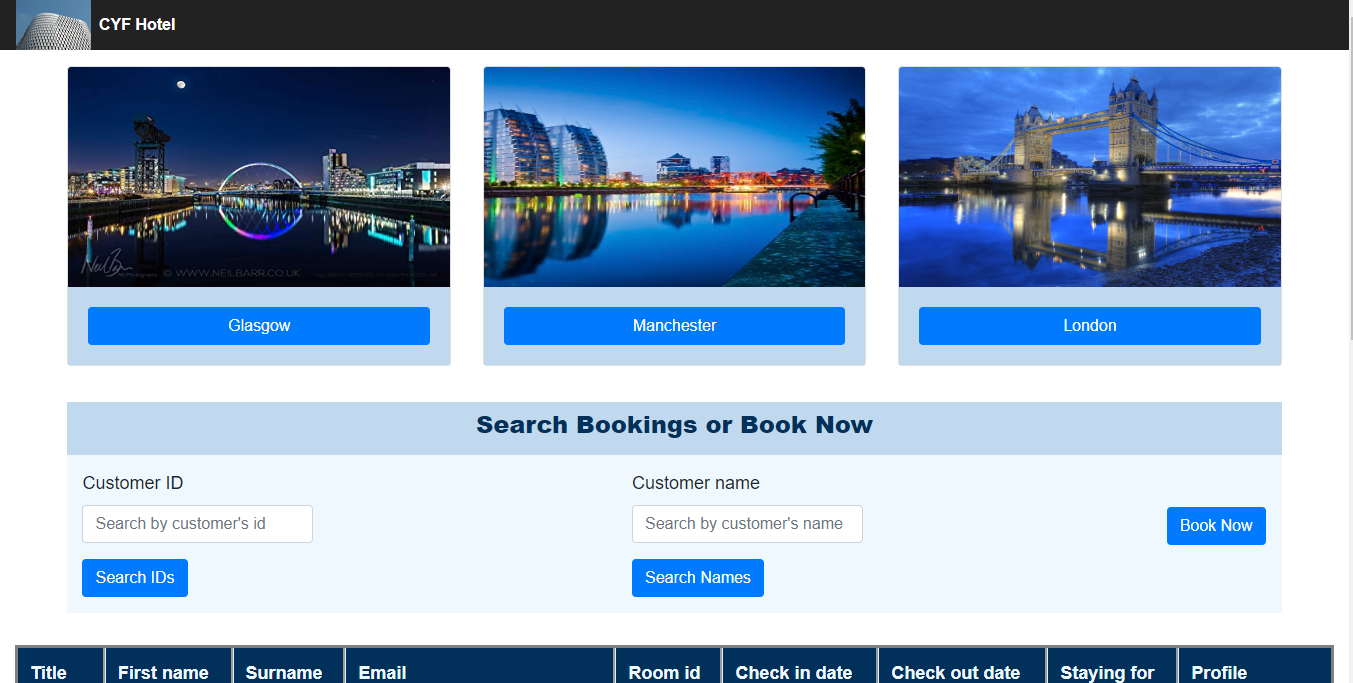 CYF Hotel
© WWW.NEILBARR.CO.UK
Glasgow
Manchester
London
Search Bookings or Book Now
Customer ID
Customer name
Search by customer's id
Search by customer's name
Book Now
Search IDs
Search Names
Title
First name
Surname
Email
Room id
Check in date
Check out date
Staying for
Profile